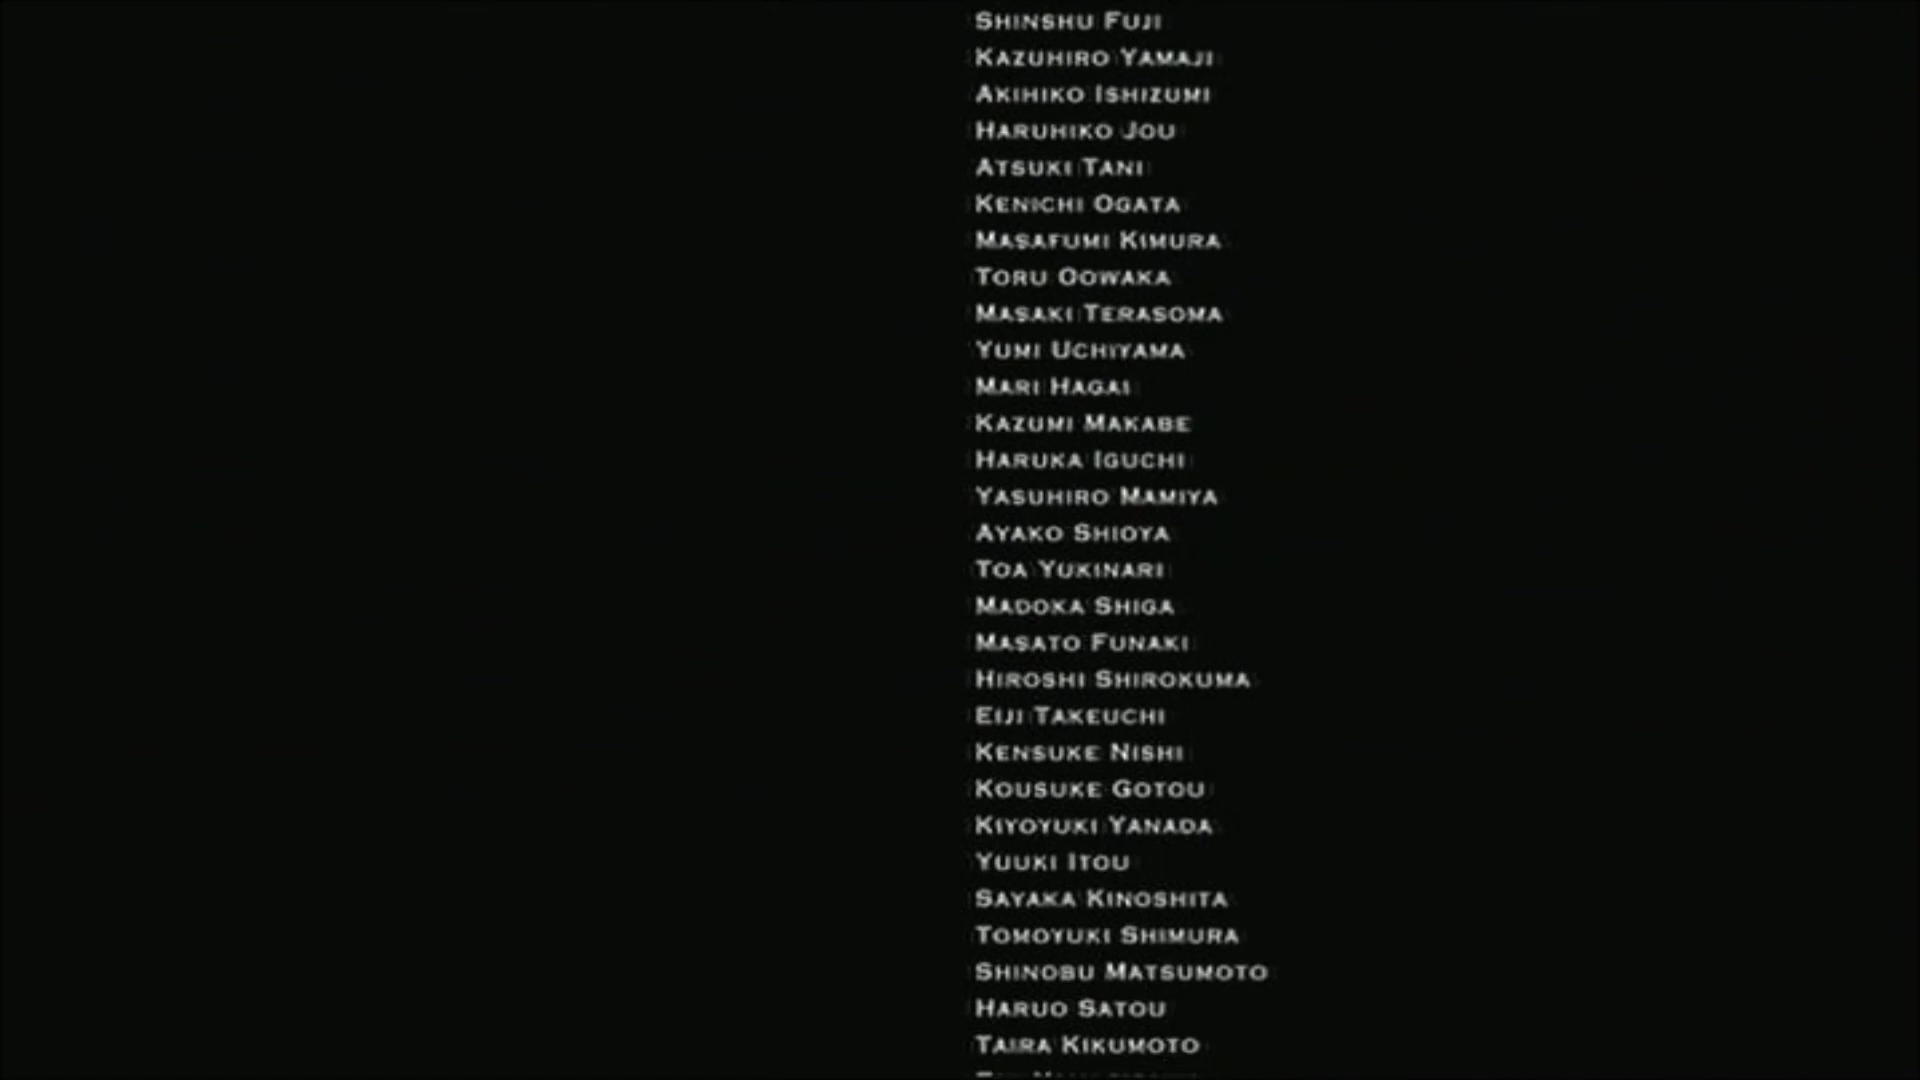 SHINSHU FUJI
KAZUHIRO YAMAJI
AKIHIKO ISHIZUMI
HARUHIKO JOU
ATSUKI TANI
KENICHI OGATA
MASAFUMI KIMURA
TORU OOWAKA
MASAKI TERASOMA
YUMI UCHIYAMA
MARI HAGAI
KAZUMI MAKABE
HARUKA IGUCHI
YASUHIRO MAMIYA
AYAKO SHIOYA
TOA YUKINARI
MADOKA SHIGA
MASATO FUNAKI
HIROSHI SHIROKUMA
EIJI TAKEUCHI
KENSUKE NISHI
KOUSUKE GOTOU
KIYOYUKI YANADA
YUUKI ITOU
SAYAKA KINOSHITA
TOMOYUKI SHIMURA
SHINOBU MATSUMOTO
HARUO SATOU
TAIRA KIKUMOTO